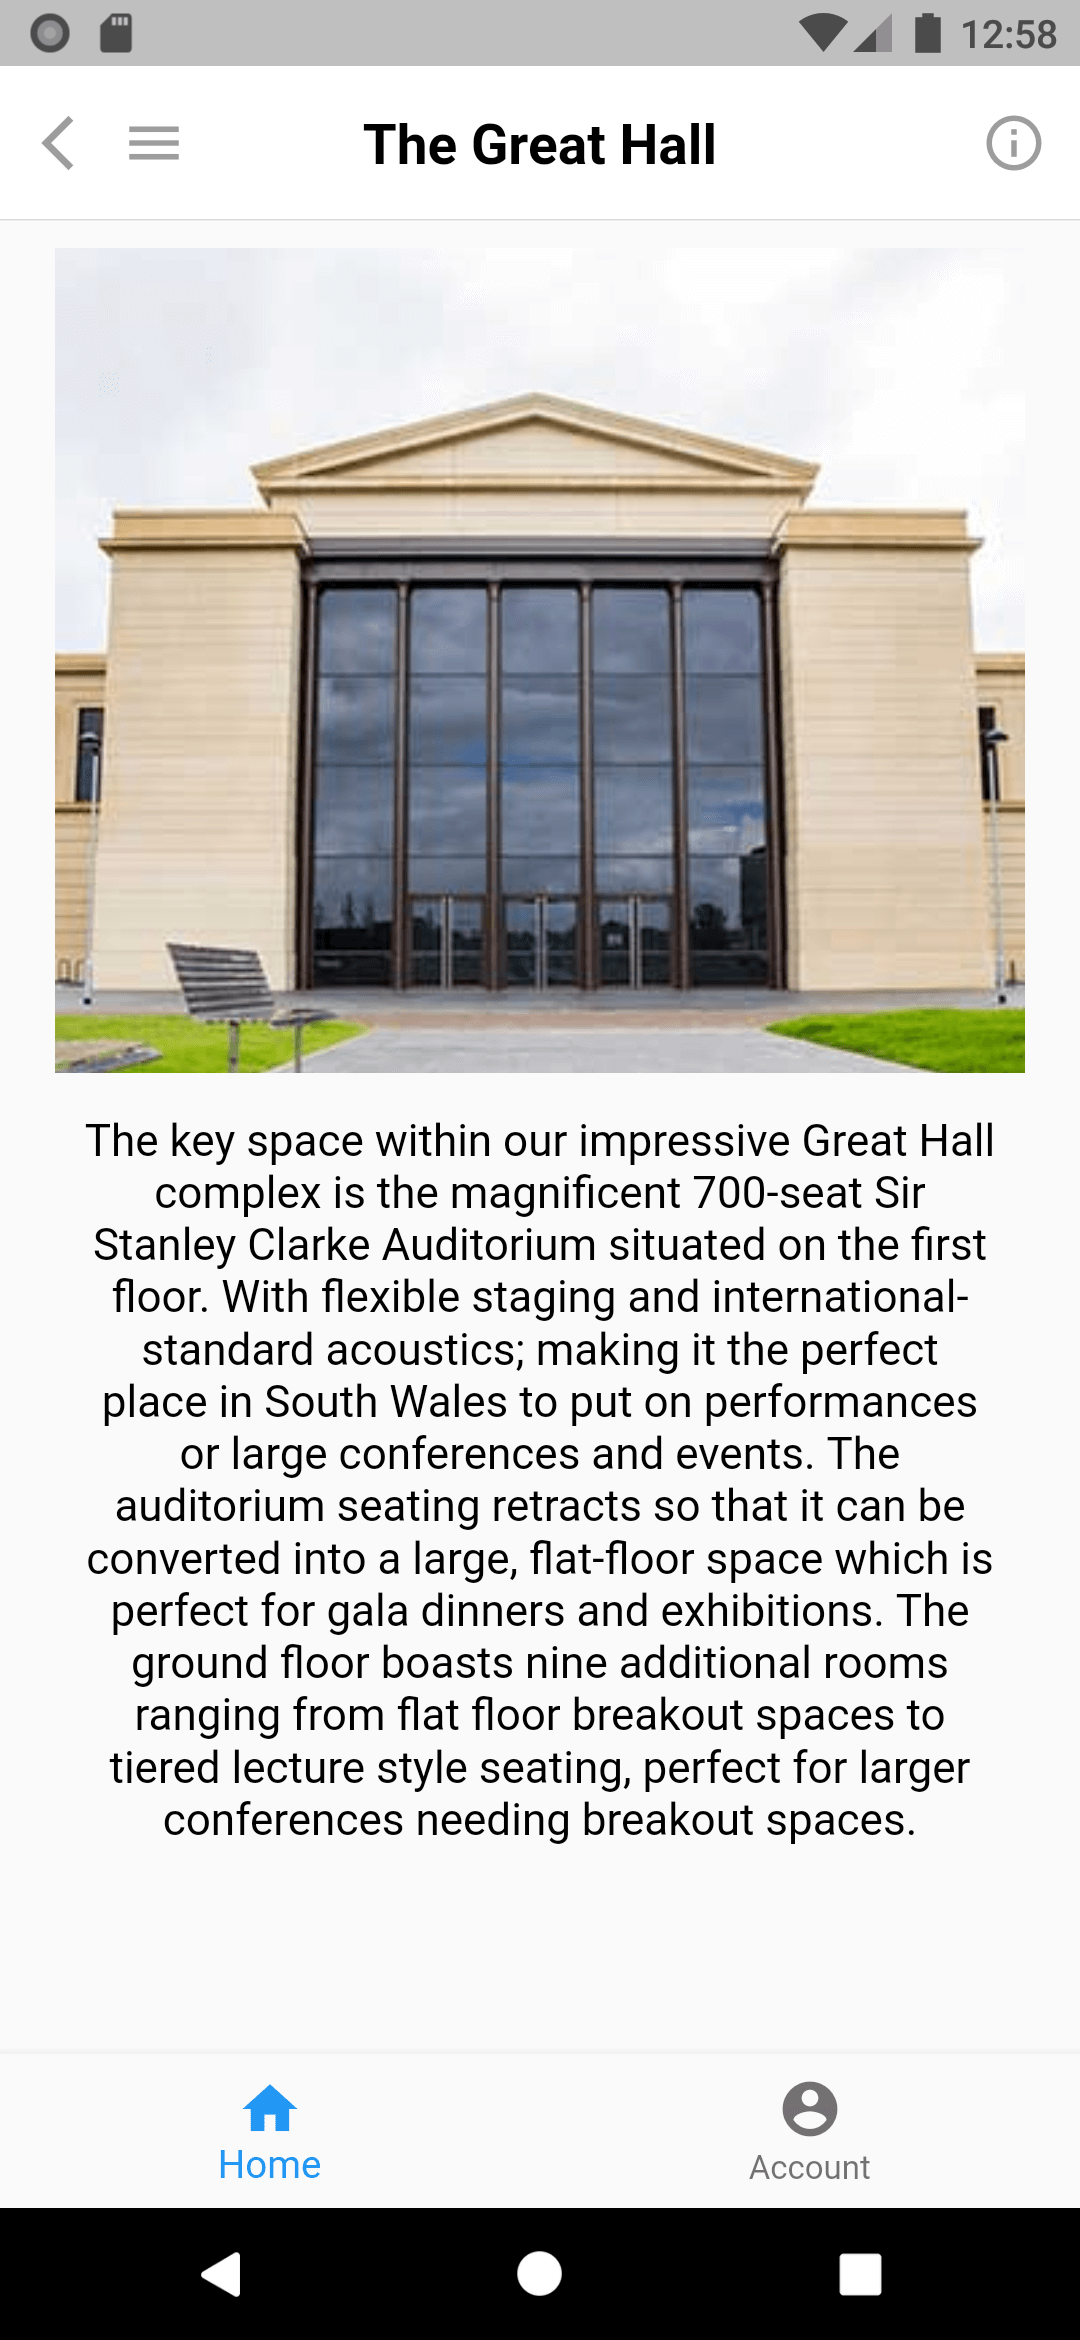 12:58
The Great Hall
The key space within our impressive Great Hall
complex is the magnificent 700-seat Sir
Stanley Clarke Auditorium situated on the first
floor. With flexible staging and international-
standard acoustics; making it the perfect
place in South Wales to put on performances
or large conferences and events. The
auditorium seating retracts so that it can be
converted into a large, flat-floor space which is
perfect for gala dinners and exhibitions. The
ground floor boasts nine additional rooms
ranging from flat floor breakout spaces to
tiered lecture style seating, perfect for larger
conferences needing breakout spaces.
Home
Account